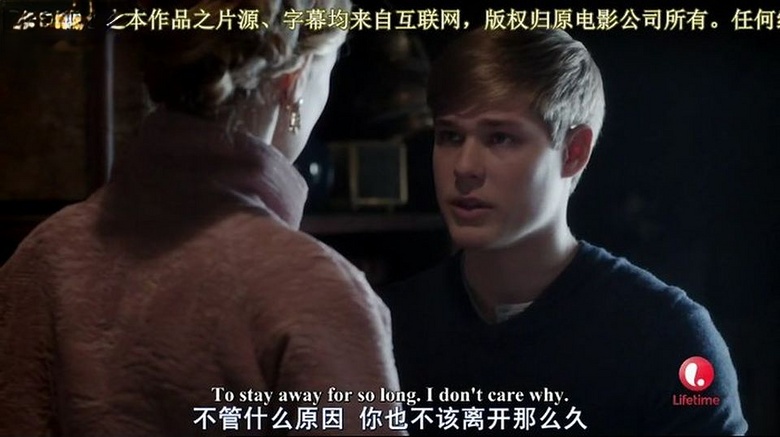 之本作品之片源、字幕均来自互联网，版权归原电影公司所有。任何
To stay away for so long. I don't care why.
不管什么原因 你也不该离开那么久
Lifetime